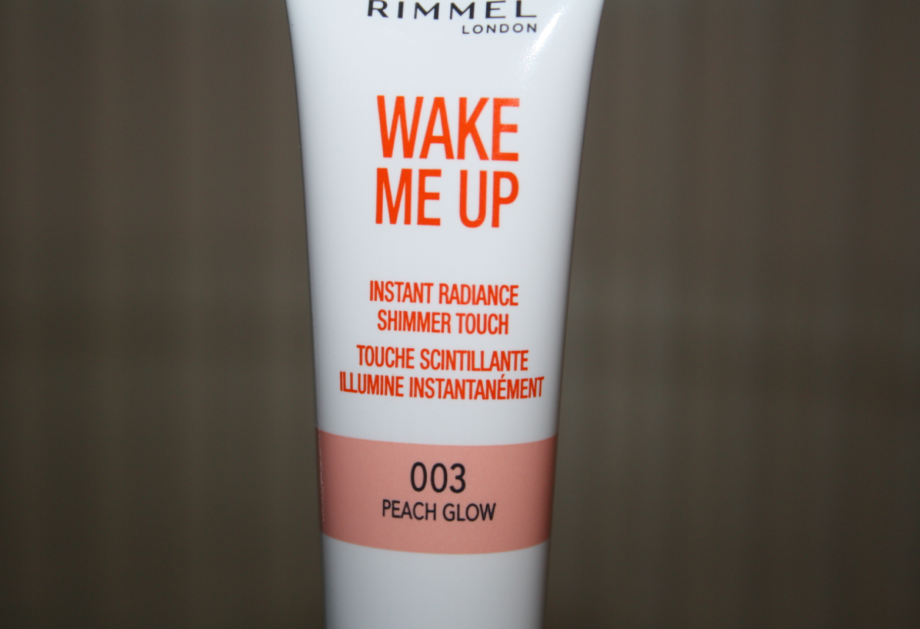 RIMMEL
LONDON
WAKE
ME UP
INSTANT RADIANCE
SHIMMER TOUCH
TOUCHE SCINTILLANTE
ILLUMINE INSTANTANÉMENT
003
PEACH GLOW